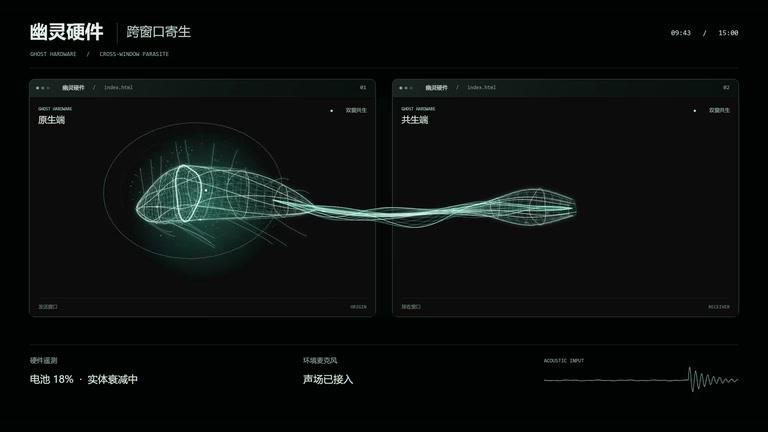 幽灵硬件
跨窗口寄生
09:43 / 15:00
GHOST HARDWARE / CROSS-WINDOW PARASITE
幽灵硬件 / index.html
01
GHOST HARDWARE
双窗共生
原生端
发送窗口
ORIGIN
幽灵硬件 / index.html
02
GHOST HARDWARE
双窗共生
共生端
接收窗口
RECEIVER
硬件遥测
电池 18% · 实体衰减中
环境麦克风
声场已接入
ACOUSTIC INPUT